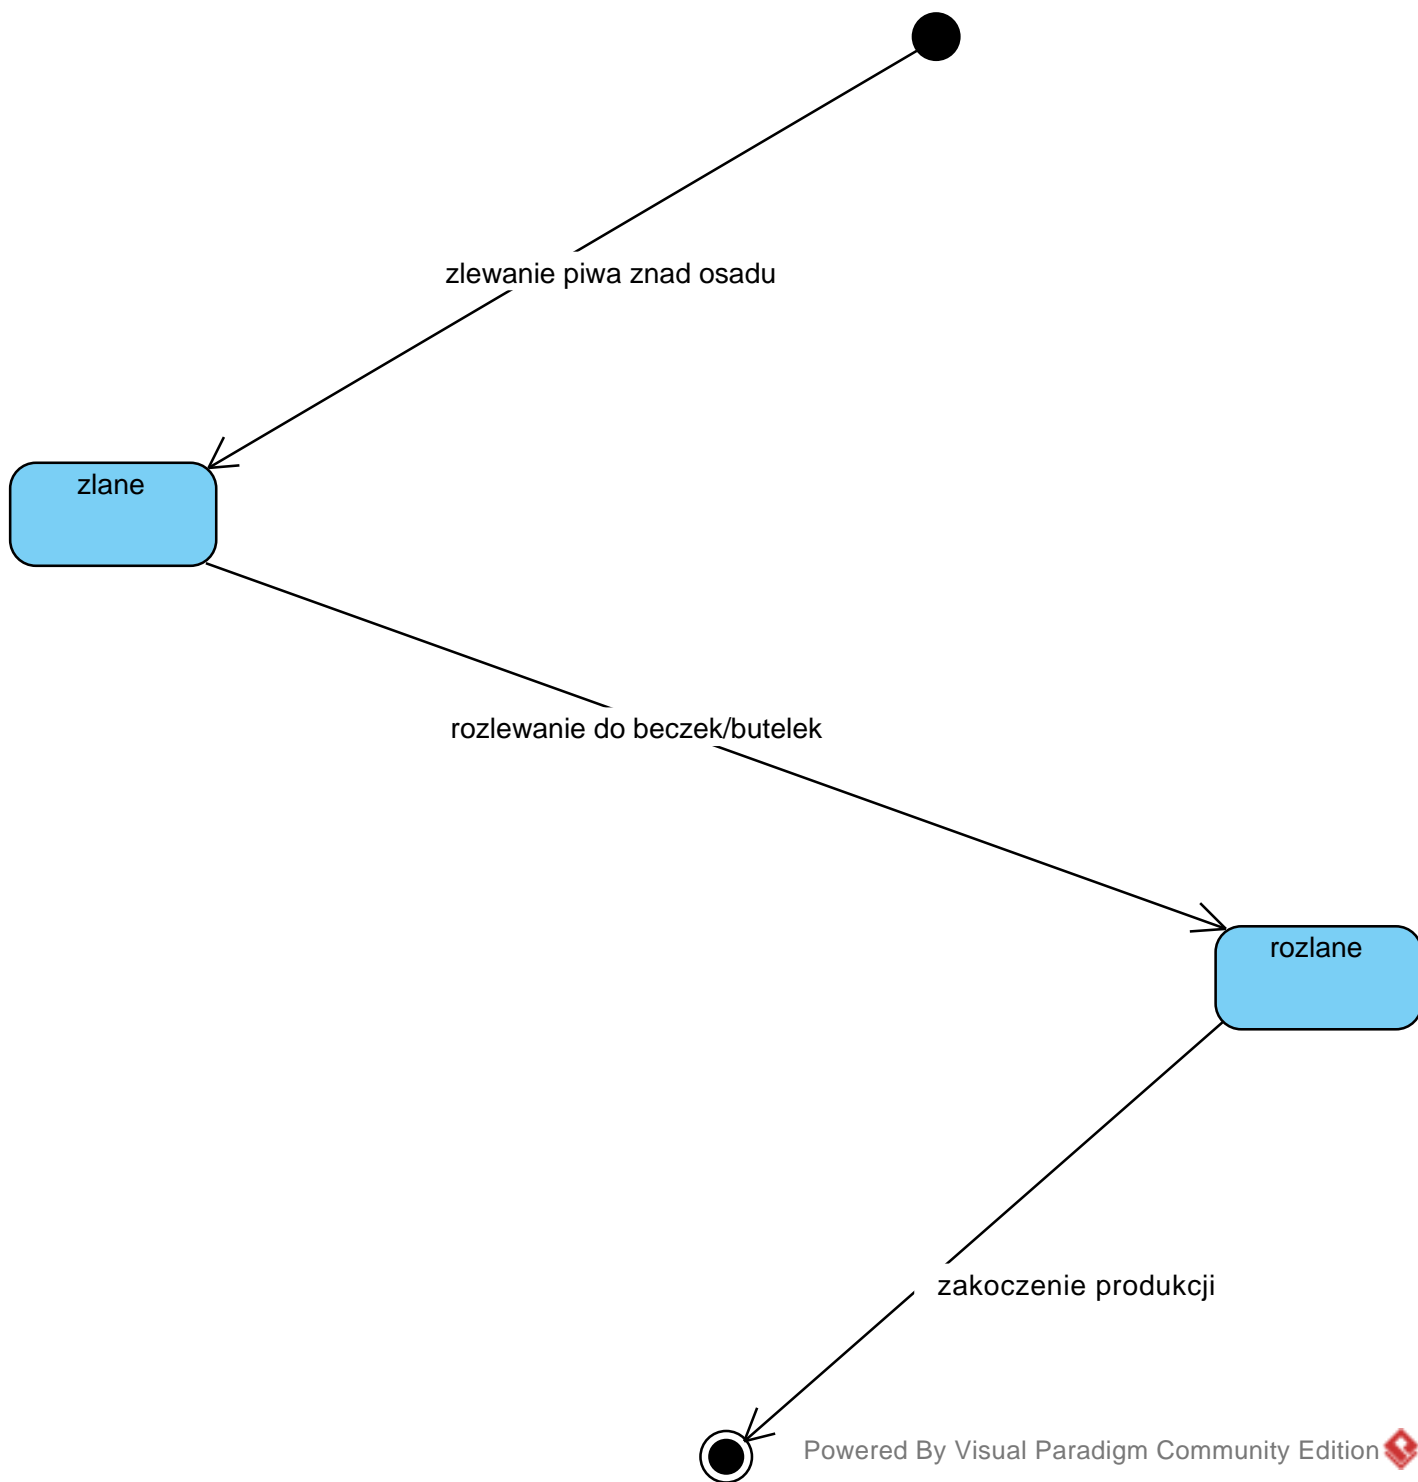 zlewanie piwa znad osadu
zlane
rozlewanie do beczek/butelek
rozlane
zakoczenie produkcji
Powered By Visual Paradigm Community Edition